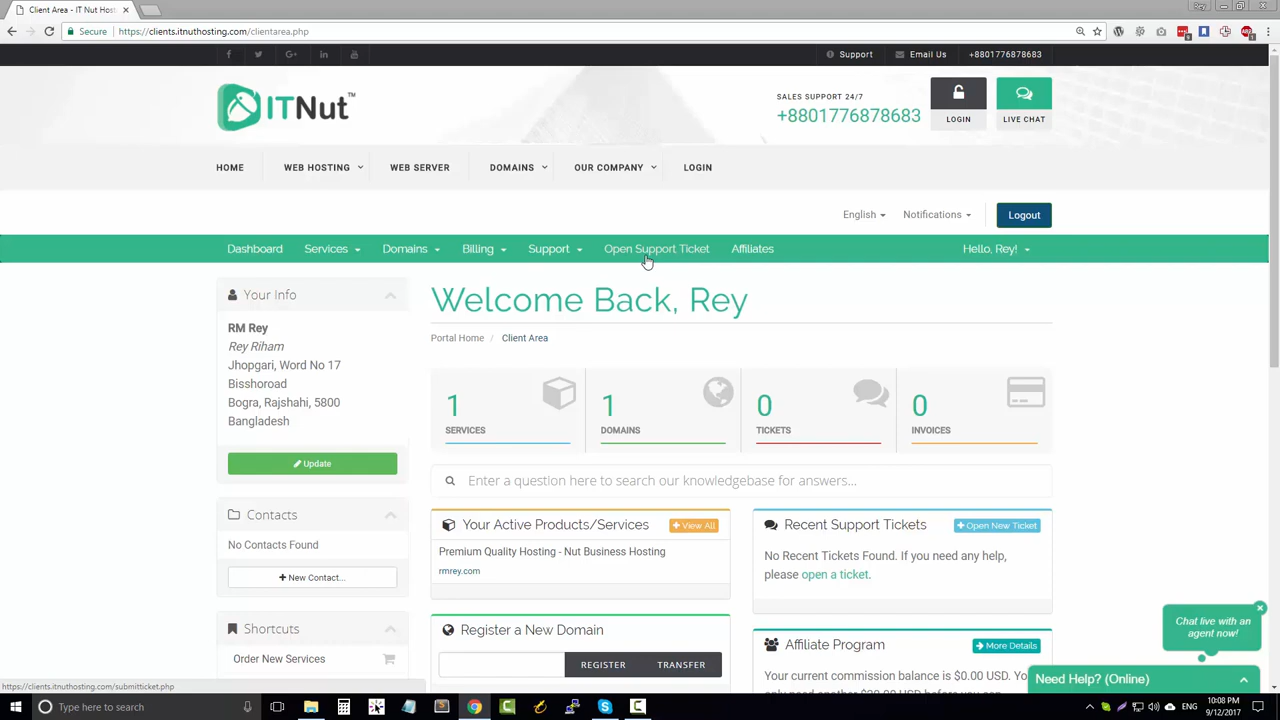 Client Area - IT Nut Host
Rey
Secure
https://clients.itnuthosting.com/clientarea.php
Support
Email Us
+8801776878683
ITNut™
SALES SUPPORT 24/7
+8801776878683
LOGIN
LIVE CHAT
HOME
WEB HOSTING
WEB SERVER
DOMAINS
OUR COMPANY
LOGIN
English
Notifications
Logout
Dashboard
Services
Domains
Billing
Support
Open Support Ticket
Affiliates
Hello, Rey!
Your Info
RM Rey
Rey Riham
Jhopgari, Word No 17
Bisshoroad
Bogra, Rajshahi, 5800
Bangladesh
Update
Contacts
No Contacts Found
New Contact...
Shortcuts
Order New Services
Welcome Back, Rey
Portal Home / Client Area
1
SERVICES
1
DOMAINS
0
TICKETS
0
INVOICES
Enter a question here to search our knowledgebase for answers...
Your Active Products/Services
View All
Premium Quality Hosting - Nut Business Hosting
rmrey.com
Register a New Domain
REGISTER
TRANSFER
Recent Support Tickets
Open New Ticket
No Recent Tickets Found. If you need any help,
please open a ticket.
Affiliate Program
More Details
Your current commission balance is $0.00 USD. You
Chat live with an
agent now!
Need Help? (Online)
https://clients.itnuthosting.com/submitticket.php
Type here to search
ENG
10:08 PM
9/12/2017